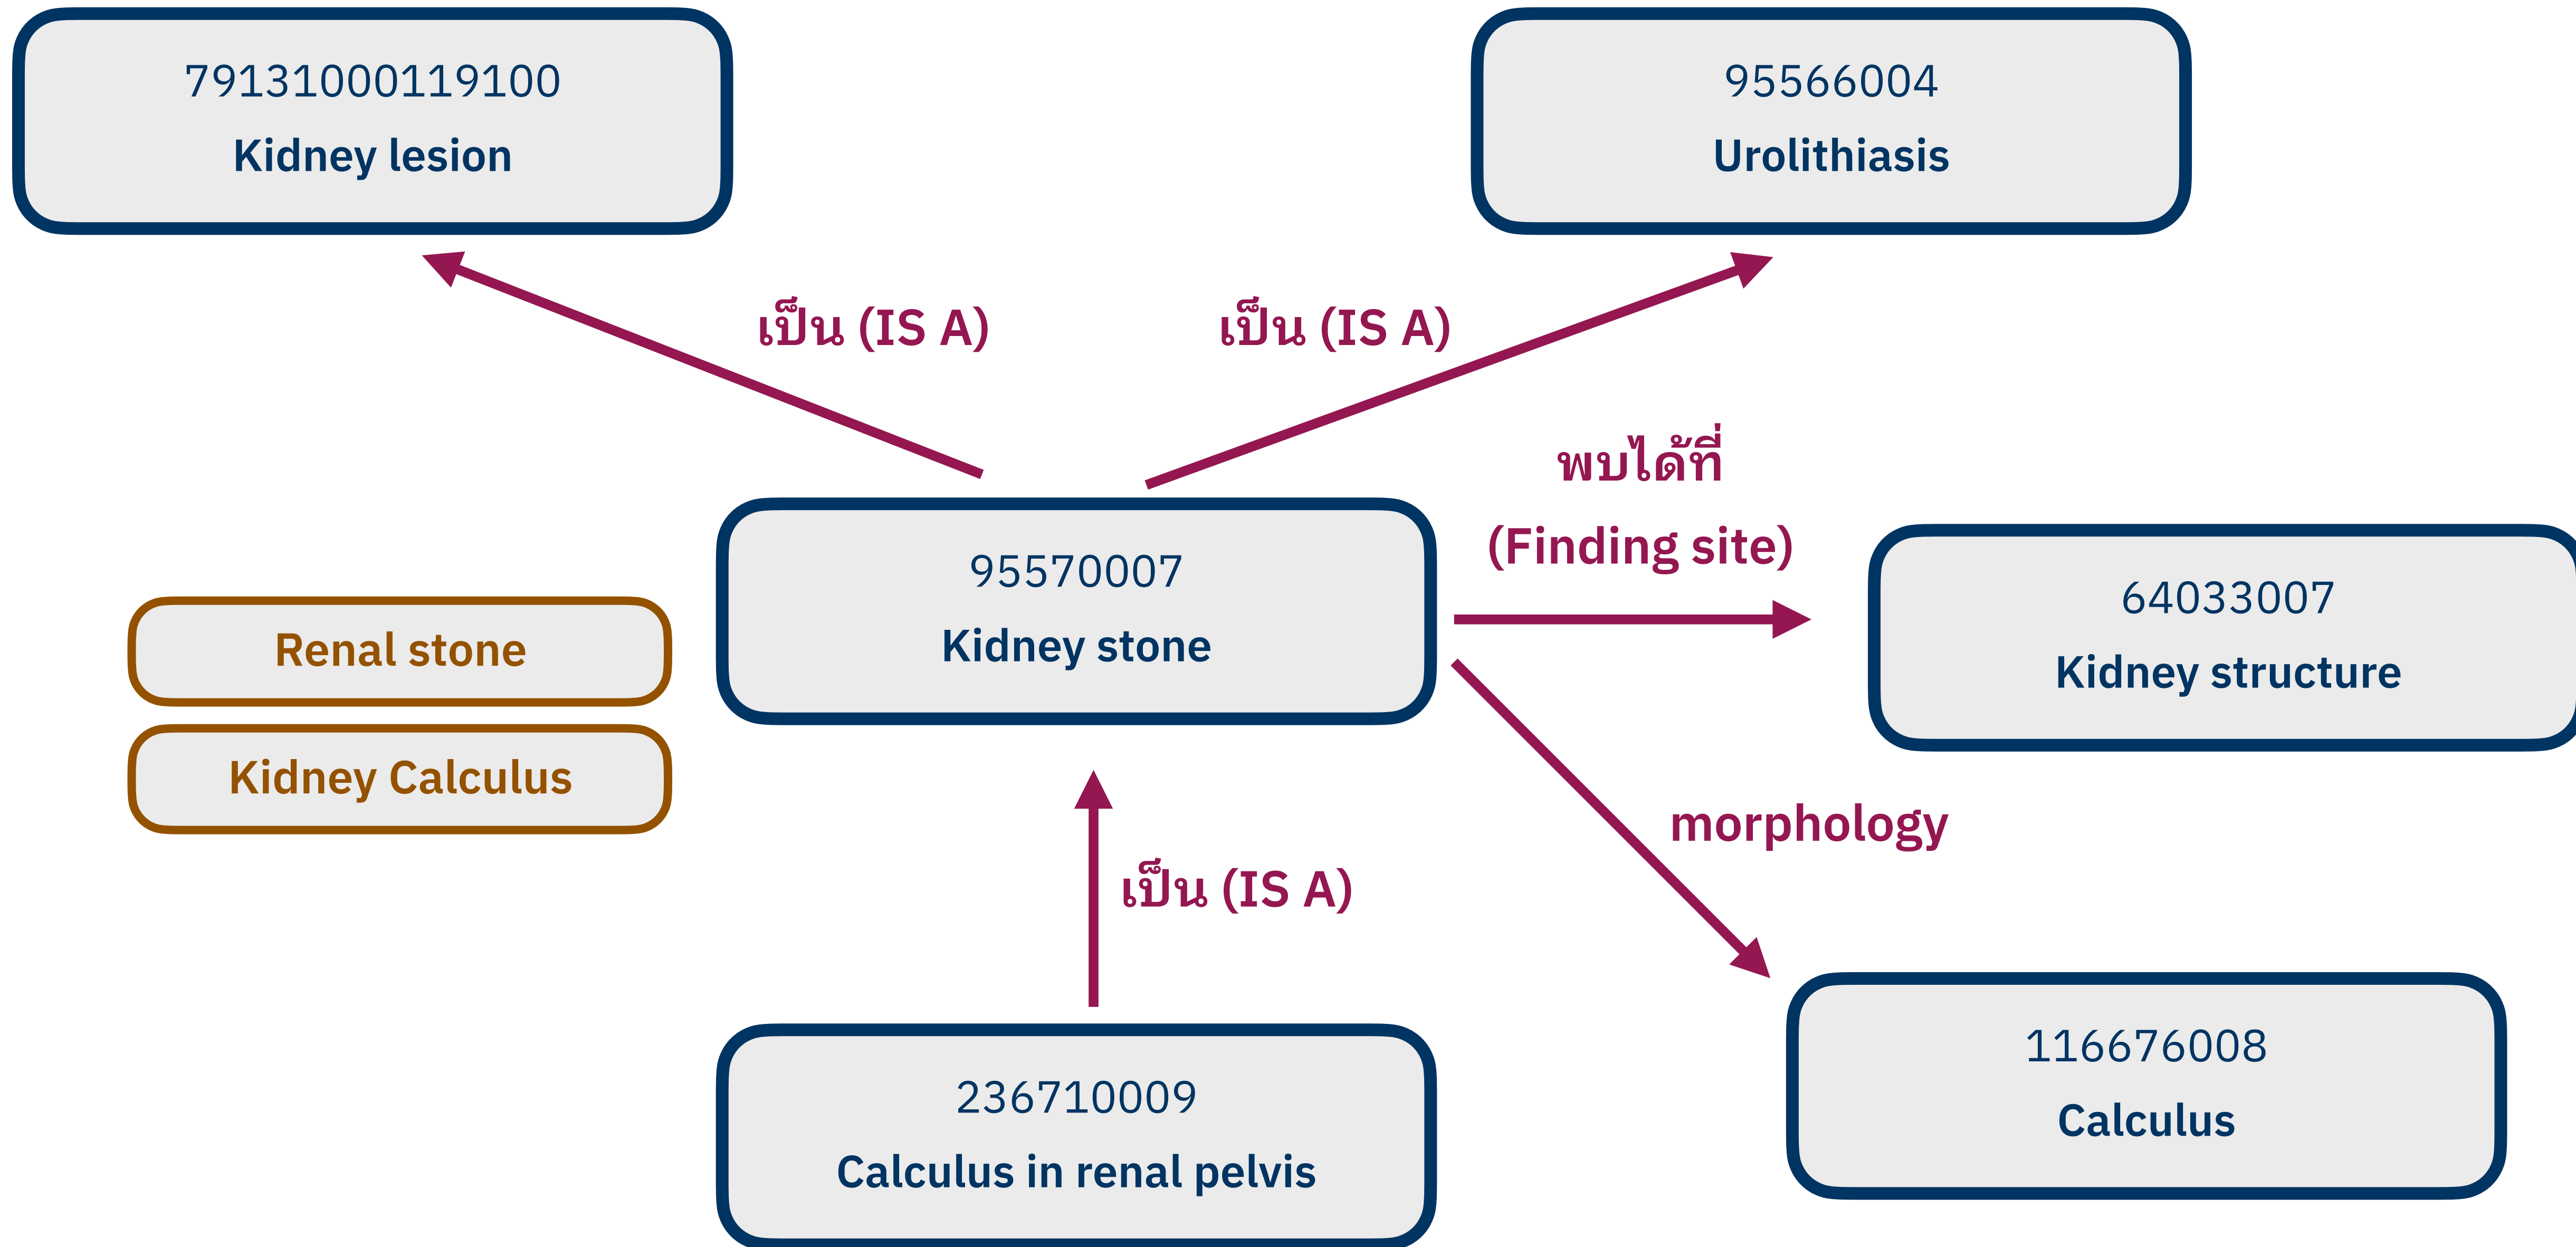 79131000119100
Kidney lesion
95566004
Urolithiasis
เป็น (IS A)
เป็น (IS A)
พบได้ที่
(Finding site)
95570007
Kidney stone
64033007
Kidney structure
Renal stone
Kidney Calculus
morphology
เป็น (IS A)
116676008
Calculus
236710009
Calculus in renal pelvis